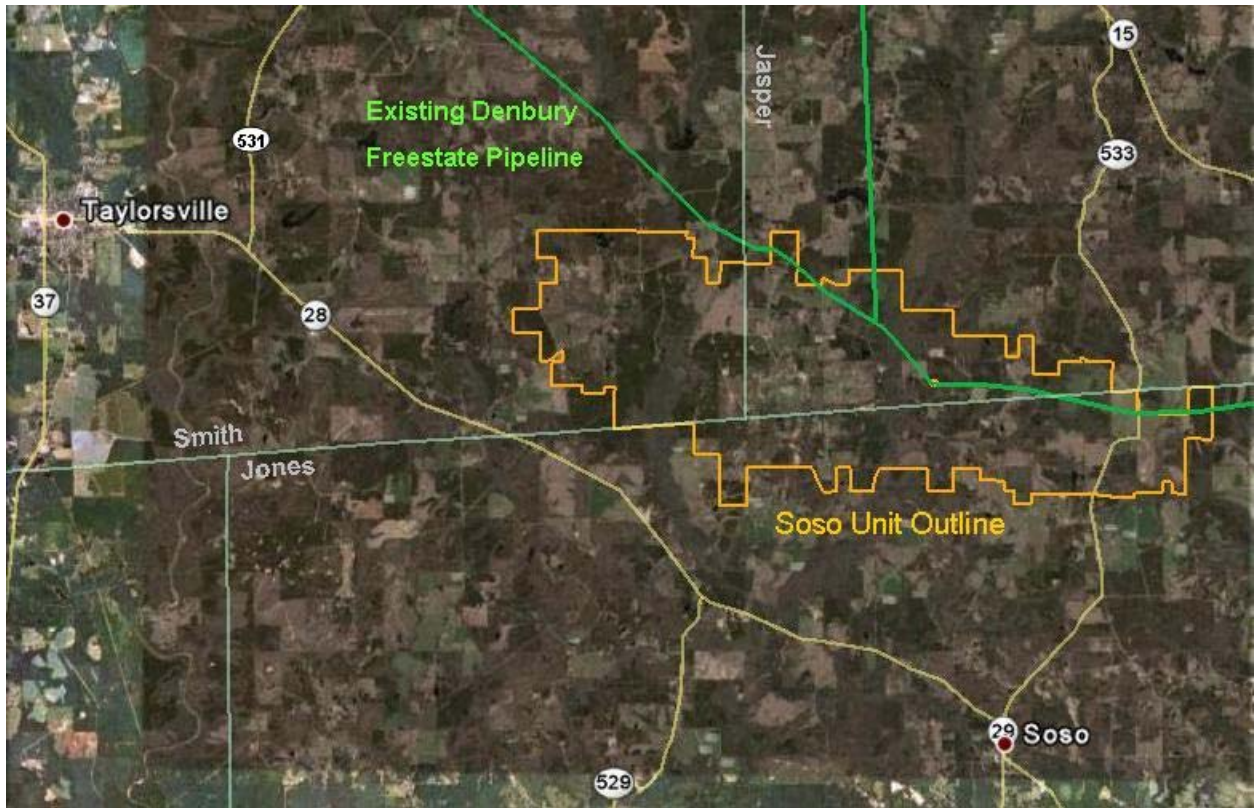 15
Jasper
Existing Denbury
Freestate Pipeline
531
533
Taylorsville
37
28
Smith
Jones
Soso Unit Outline
29
Soso
529